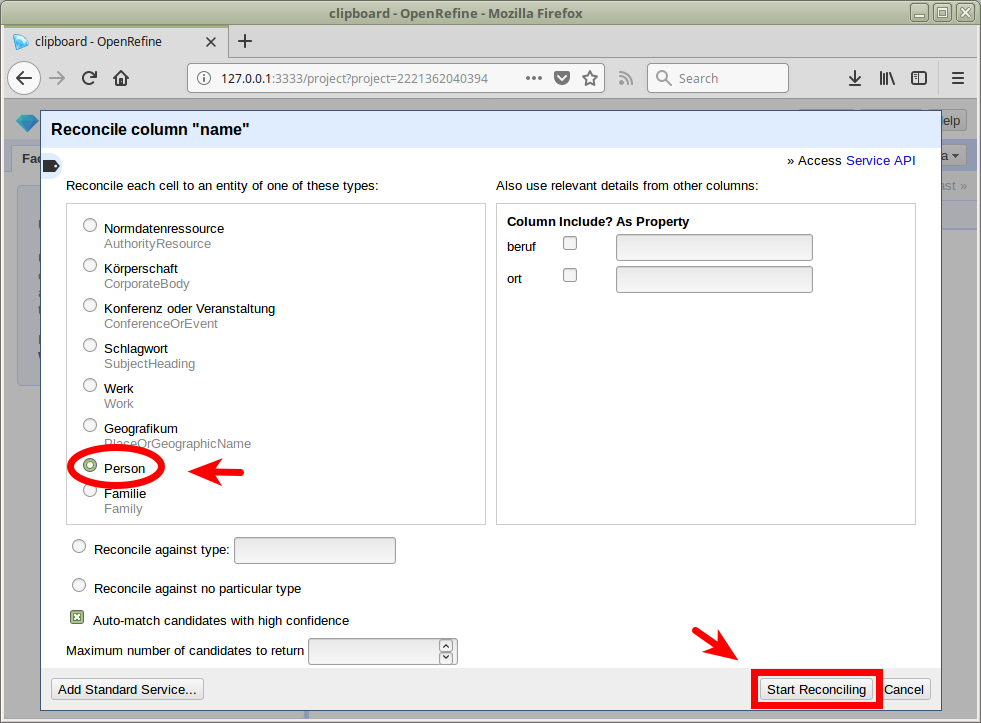 clipboard - OpenRefine - Mozilla Firefox
clipboard - OpenRefine
127.0.0.1:3333/project?project=2221362040394
Search
elp
Reconcile column "name"
Fac
a
» Access Service API
Reconcile each cell to an entity of one of these types:
Also use relevant details from other columns:
ast »
Normdatenressource
AuthorityResource
Körperschaft
CorporateBody
Konferenz oder Veranstaltung
ConferenceOrEvent
Schlagwort
SubjectHeading
Werk
Work
Geografikum
PlaceOrGeographicName
Person
Familie
Family
Column Include? As Property
beruf
ort
Reconcile against type:
Reconcile against no particular type
Auto-match candidates with high confidence
Maximum number of candidates to return
Add Standard Service...
Start Reconciling
Cancel